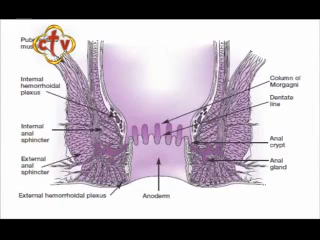 Pub
mus
ctv
Internal
hemorrhoidal
plexus
Internal
anal
sphincter
External
anal
sphincter
External hemorrhoidal plexus
Anoderm
Column of
Morgagni
Dentate
line
Anal
crypt
Anal
gland